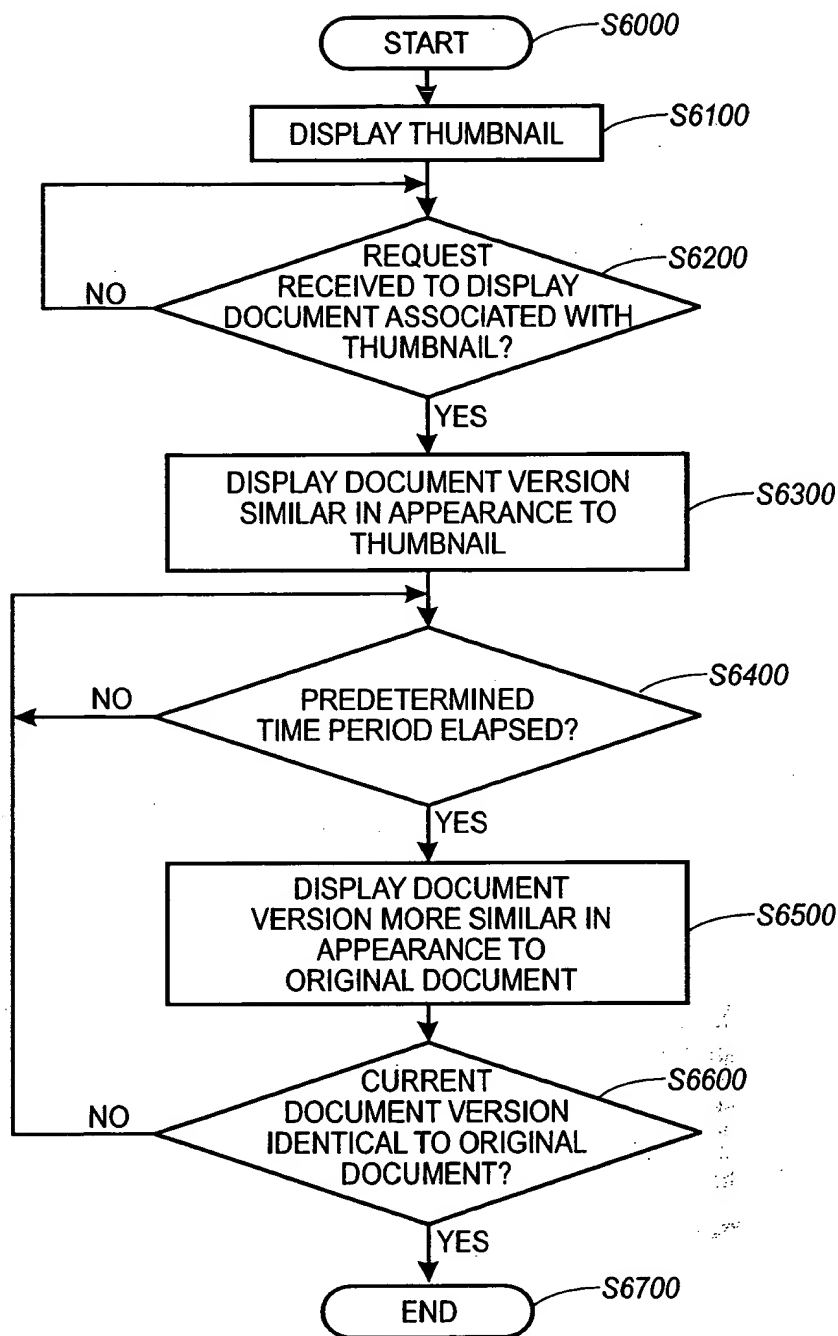 START
S6000
DISPLAY THUMBNAIL
S6100
REQUEST
RECEIVED TO DISPLAY
DOCUMENT ASSOCIATED WITH
THUMBNAIL?
S6200
NO
YES
DISPLAY DOCUMENT VERSION
SIMILAR IN APPEARANCE TO
THUMBNAIL
S6300
NO
PREDETERMINED
TIME PERIOD ELAPSED?
S6400
YES
DISPLAY DOCUMENT
VERSION MORE SIMILAR IN
APPEARANCE TO
ORIGINAL DOCUMENT
S6500
CURRENT
DOCUMENT VERSION
IDENTICAL TO ORIGINAL
DOCUMENT?
S6600
NO
YES
END
S6700